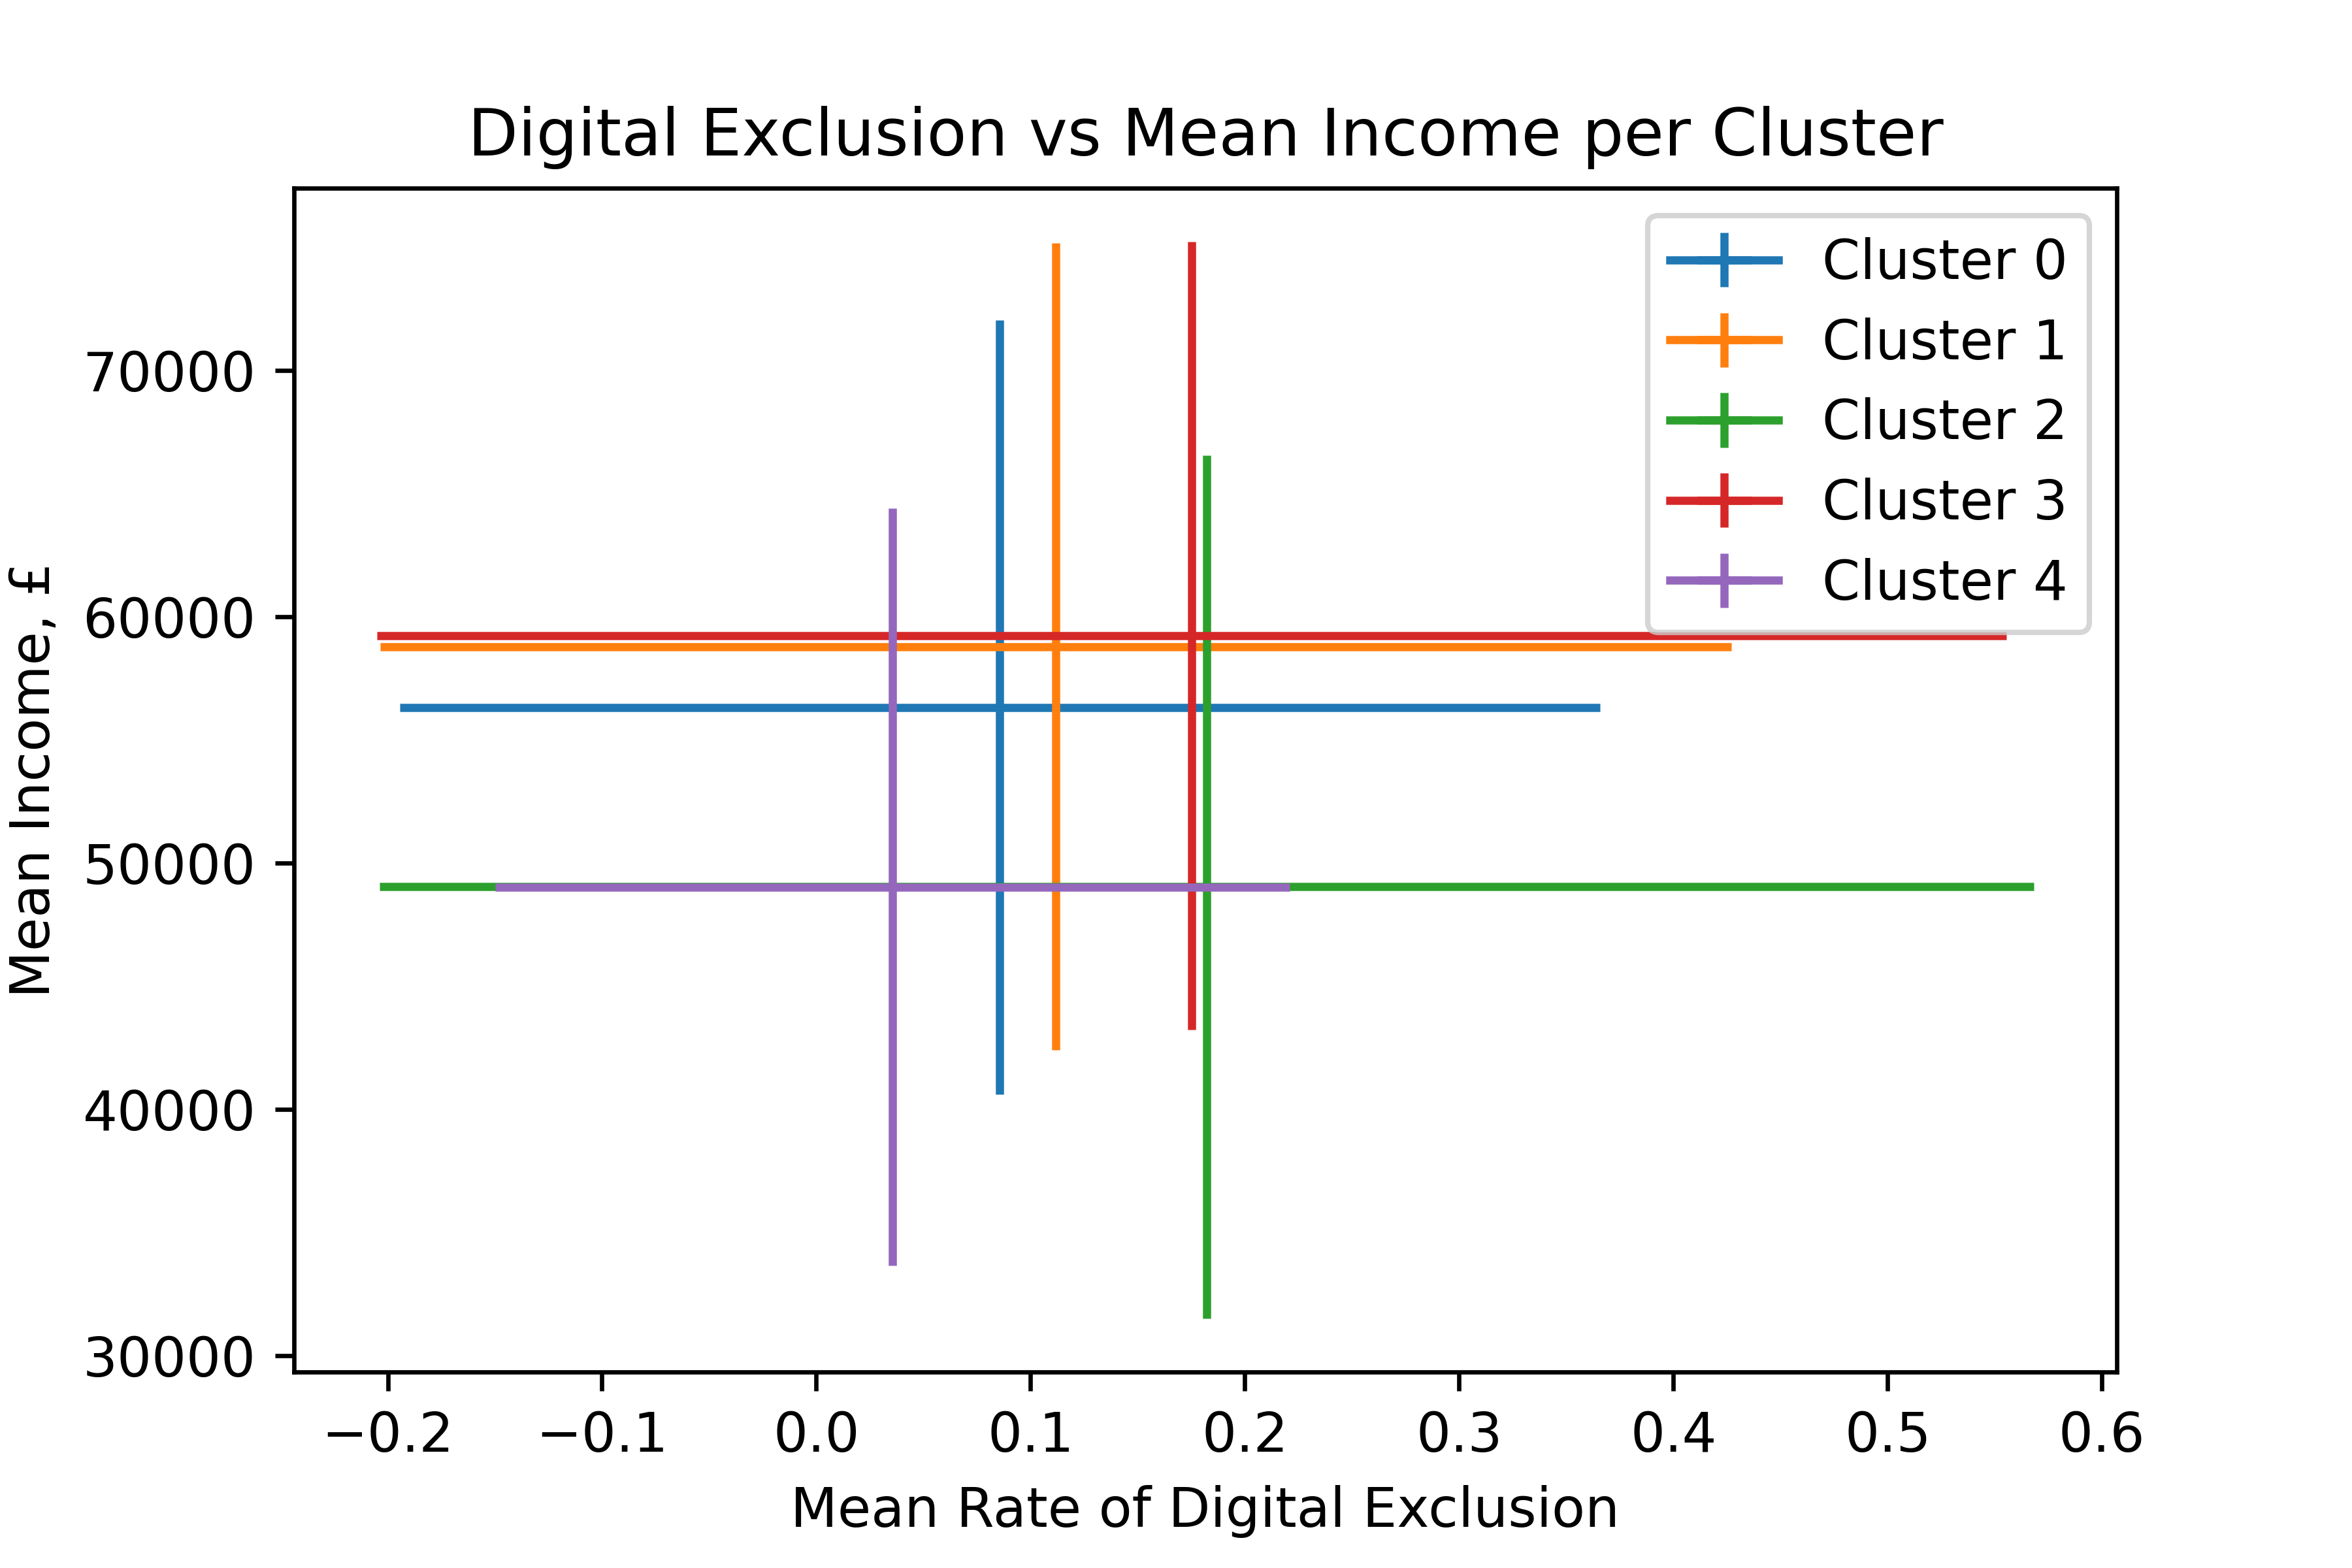 Digital Exclusion vs Mean Income per Cluster
Mean Income, £
70000
60000
50000
40000
30000
Cluster 0
Cluster 1
Cluster 2
Cluster 3
Cluster 4
−0.2 −0.1 0.0 0.1 0.2 0.3 0.4 0.5 0.6
Mean Rate of Digital Exclusion